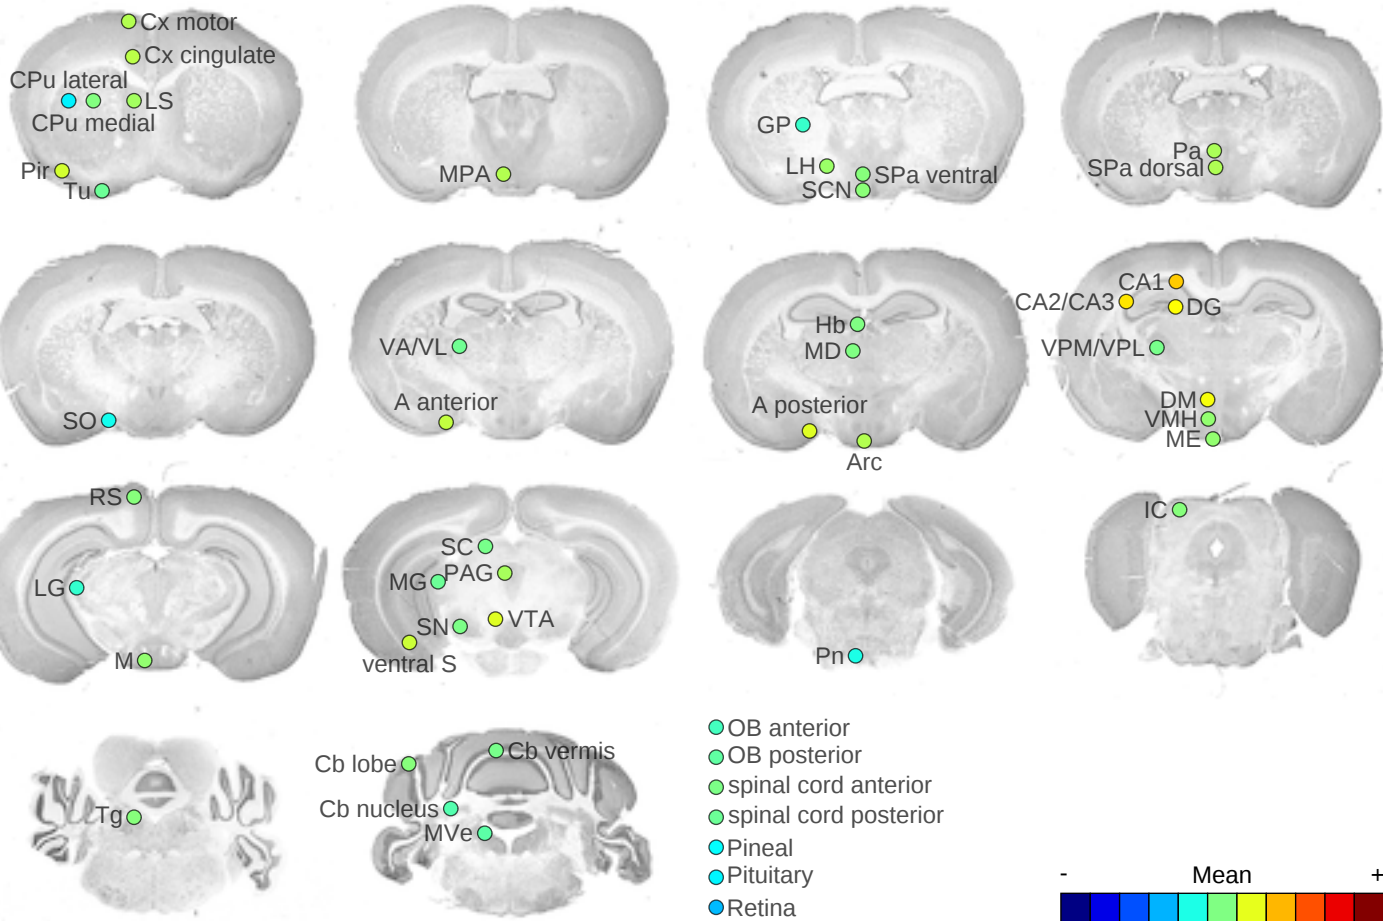 Cx motor
Cx cingulate
CPu lateral
LS
CPu medial
Pir
Tu
MPA
GP
LH
SPa ventral
SCN
Pa
SPa dorsal
SO
VA/VL
A anterior
Hb
MD
A posterior
Arc
CA1
CA2/CA3
DG
VPM/VPL
DM
VMH
ME
RS
LG
M
SC
PAG
MG
SN
VTA
ventral S
Pn
IC
Tg
Cb lobe
Cb vermis
Cb nucleus
MVe
OB anterior
OB posterior
spinal cord anterior
spinal cord posterior
Pineal
Pituitary
Retina
- Mean +